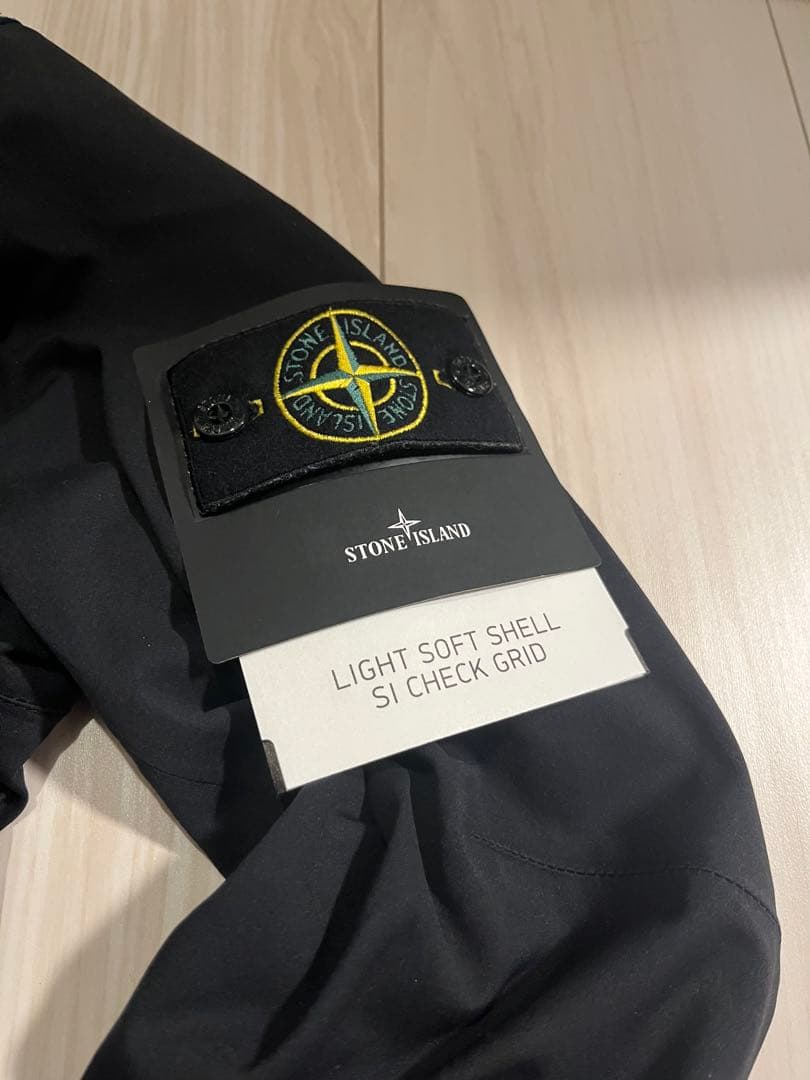 STONE ISLAND
STONE ISLAND
STONE ISLAND
LIGHT SOFT SHELL
SI CHECK GRID